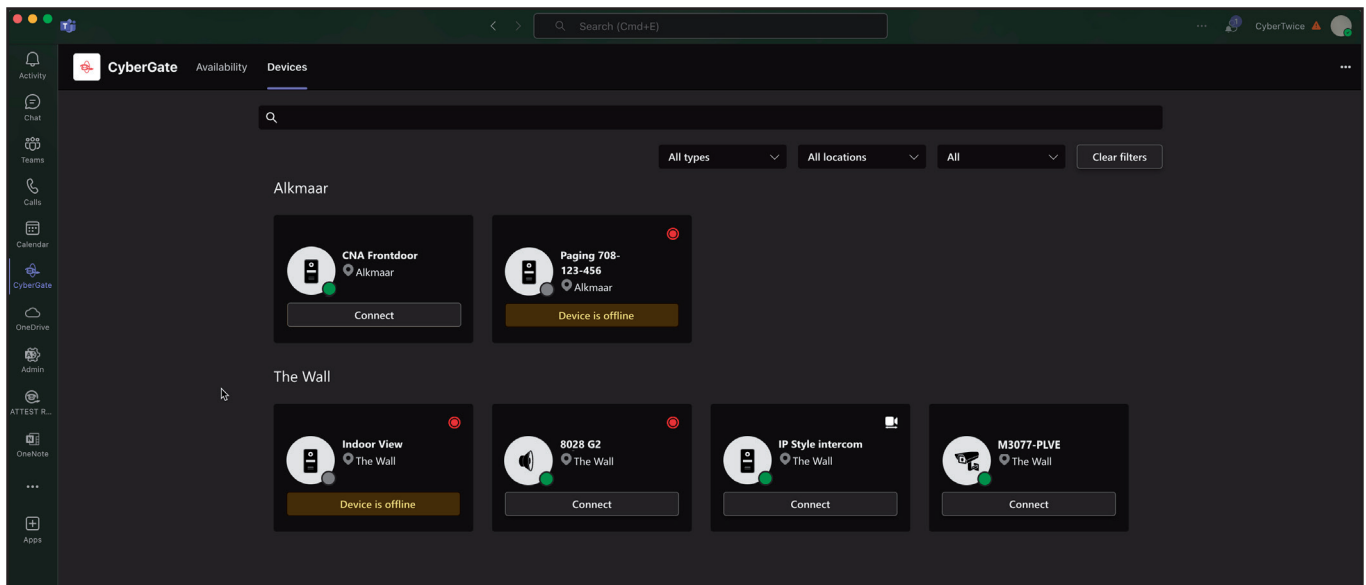 Search (Cmd+E)
CyberTwice
Activity
Chat
Teams
Calls
Calendar
CyberGate
OneDrive
Admin
ATTEST R...
OneNote
Apps
CyberGate
Availability
Devices
All types
All locations
All
Clear filters
Alkmaar
CNA Frontdoor
Alkmaar
Connect
Paging 708-
123-456
Alkmaar
Device is offline
The Wall
Indoor View
The Wall
Device is offline
8028 G2
The Wall
Connect
IP Style intercom
The Wall
Connect
M3077-PLVE
The Wall
Connect